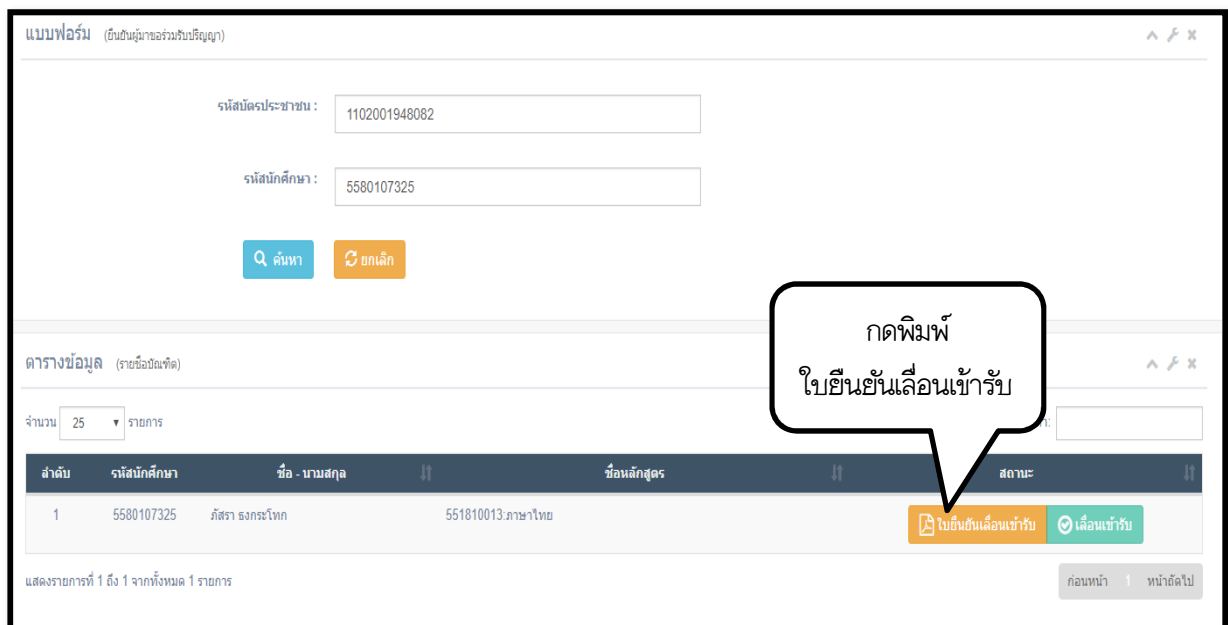 แบบฟอร์ม (ยืนยันผู้มาขอร่วมรับปริญญา)
รหัสบัตรประชาชน : 1102001948082
รหัสนักศึกษา : 5580107325
ค้นหา ยกเลิก
กดพิมพ์
ใบยืนยันเลื่อนเข้ารับ
ตารางข้อมูล (รายชื่อบัณฑิต)
จำนวน 25 รายการ
ลำดับ รหัสนักศึกษา ชื่อ - นามสกุล ชื่อหลักสูตร สถานะ
1 5580107325 ภัสรา ธงกระโทก 551810013:ภาษาไทย ใบยืนยันเลื่อนเข้ารับ เลื่อนเข้ารับ
แสดงรายการที่ 1 ถึง 1 จากทั้งหมด 1 รายการ
ก่อนหน้า 1 หน้าถัดไป